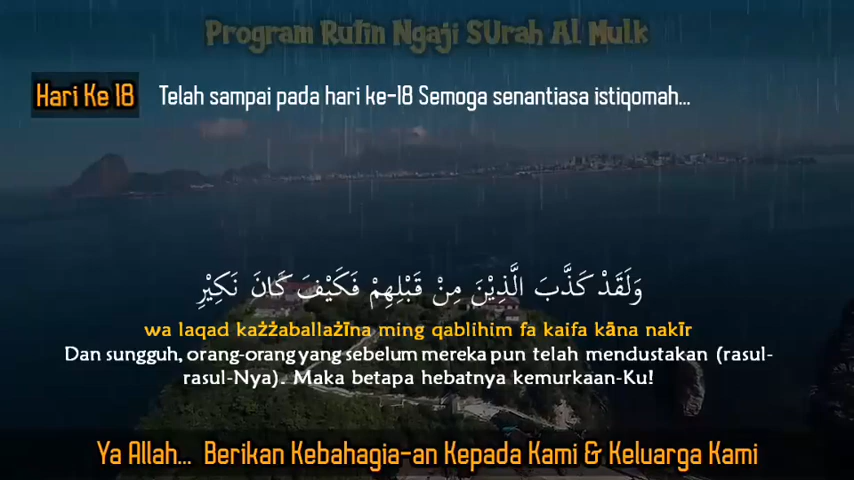 Program Rutin Ngaji SUrah Al Mulk
Hari Ke 18
Telah sampai pada hari ke-18 Semoga senantiasa istiqomah...
وَلَقَدْ كَذَّبَ الَّذِيْنَ مِنْ قَبْلِهِمْ فَكَيْفَ كَانَ نَكِيْرِ
wa laqad każżaballażīna ming qablihim fa kaifa kāna nakīr
Dan sungguh, orang-orang yang sebelum mereka pun telah mendustakan (rasul-
rasul-Nya). Maka betapa hebatnya kemurkaan-Ku!
Ya Allah... Berikan Kebahagia-an Kepada Kami & Keluarga Kami